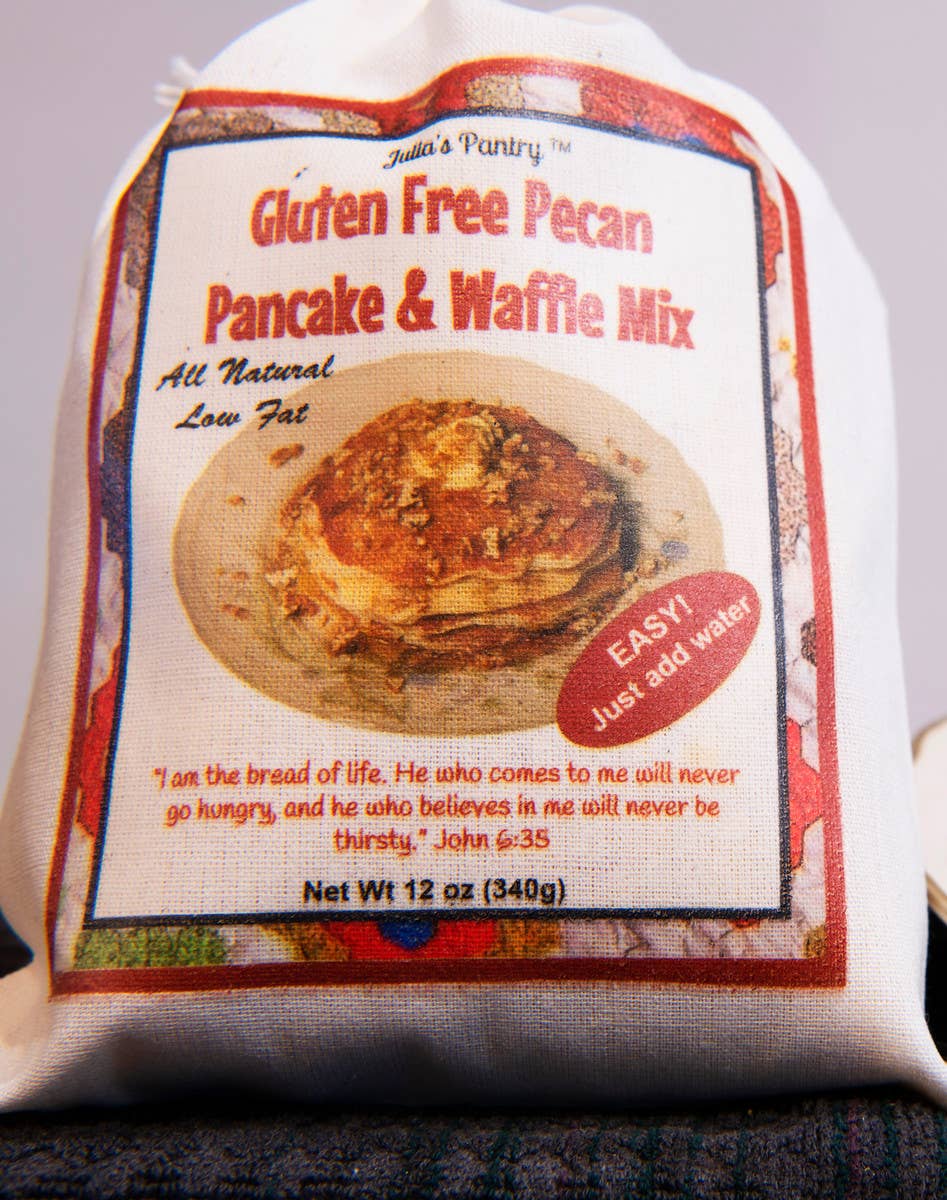 Julia's Pantry™
Gluten Free Pecan
Pancake & Waffle Mix
All Natural
Low Fat
EASY!
Just add water
"I am the bread of life. He who comes to me will never
go hungry, and he who believes in me will never be
thirsty." John 6:35
Net Wt 12 oz (340g)